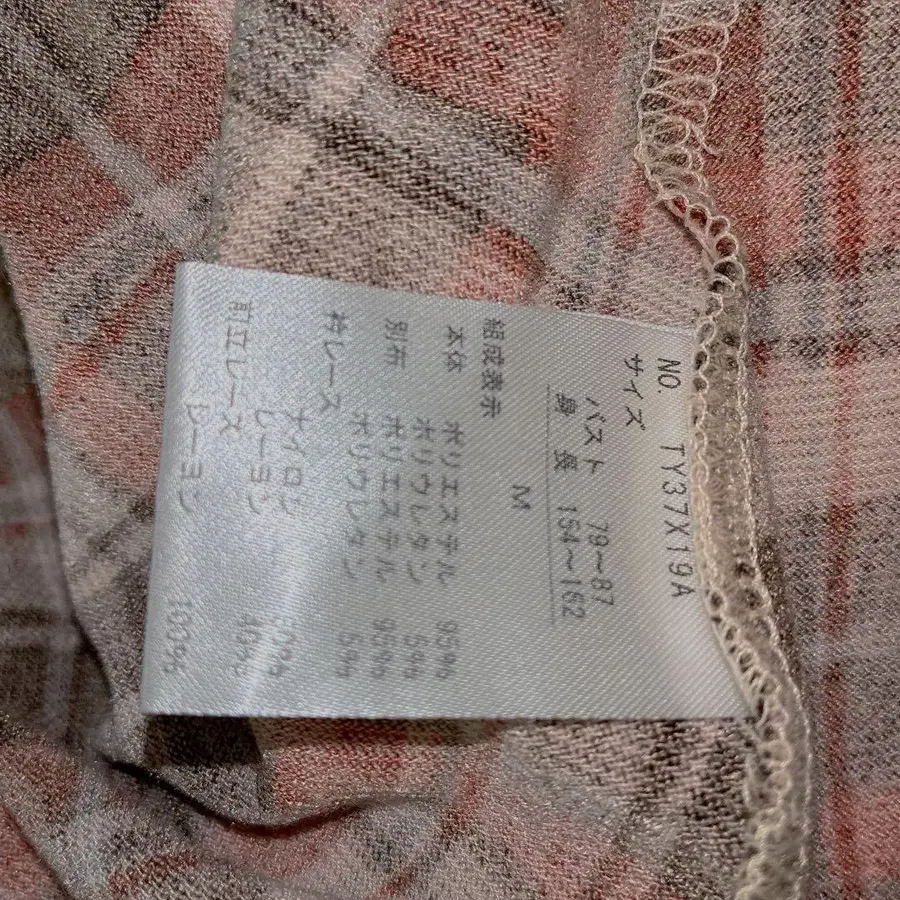 NO. TY37X19A
サイズ
バスト 79~87
身長 154~162
M
組成表示
本体 ポリエステル 95%
ポリウレタン 5%
別布 ポリエステル 95%
ポリウレタン 5%
衿レース ナイロン 60%
レーヨン 40%
前立レース レーヨン 100%